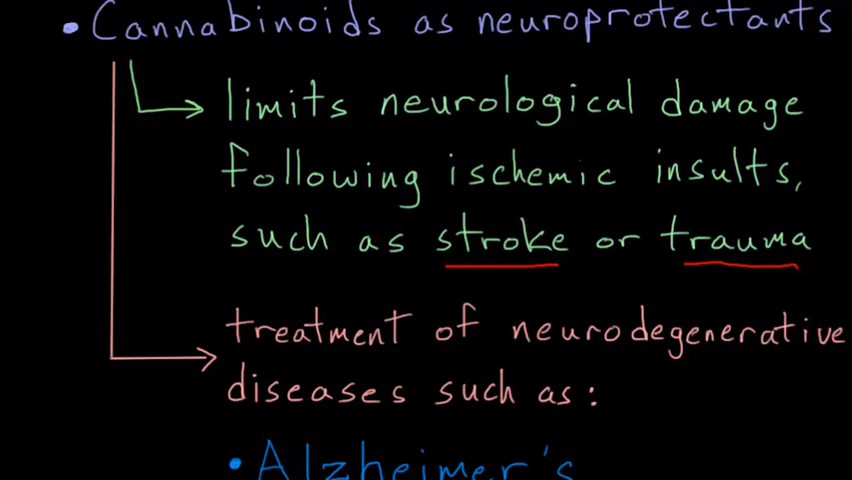 • Cannabinoids as neuroprotectants
limits neurological damage
following ischemic insults,
such as stroke or trauma
treatment of neurodegenerative
diseases such as:
• Alzheimer's